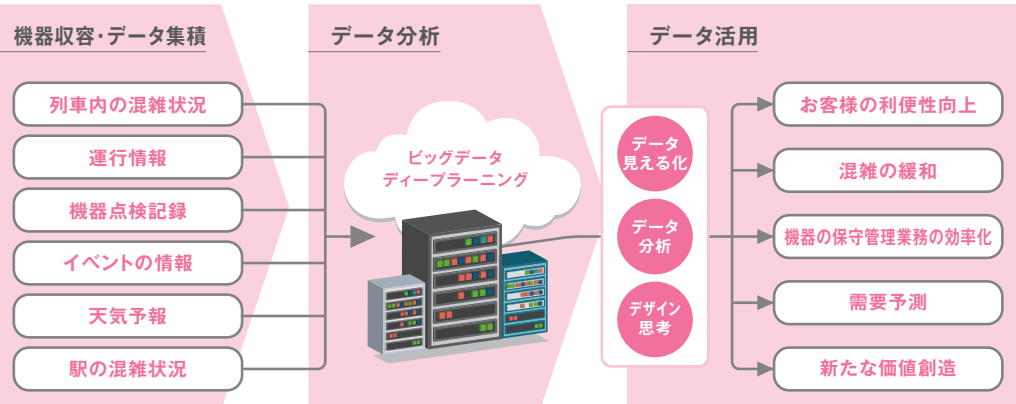 機器収容・データ集積
列車内の混雑状況
運行情報
機器点検記録
イベントの情報
天気予報
駅の混雑状況
データ分析
ビッグデータ
ディープラーニング
データ
見える化
データ
分析
デザイン
思考
データ活用
お客様の利便性向上
混雑の緩和
機器の保守管理業務の効率化
需要予測
新たな価値創造